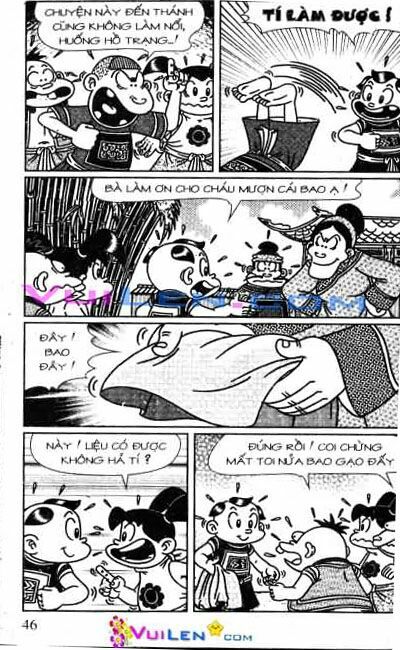 CHUYỆN NÀY ĐẾN THÁNH
CŨNG KHÔNG LÀM NỔI,
HUỐNG HỒ TRẠNG...!
TÍ LÀM ĐƯỢC!
BÀ LÀM ƠN CHO CHÁU MƯỢN CÁI BAO Ạ!
VUILEN.COM
ĐÂY!
BAO
ĐÂY!
NÀY! LIỆU CÓ ĐƯỢC
KHÔNG HẢ TÍ?
ĐÚNG RỒI! COI CHỪNG
MẤT TOI NỬA BAO GẠO ĐẤY
46
VUILEN COM